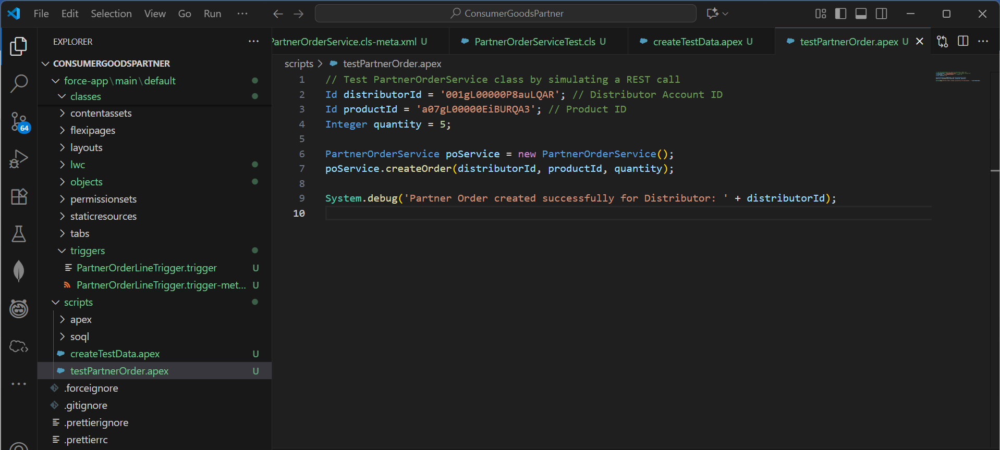 File Edit Selection View Go Run ···
ConsumerGoodsPartner
EXPLORER ···
CONSUMERGOODSPARTNER
force-app\main\default
classes
contentassets
flexipages
layouts
lwc
objects
permissionsets
staticresources
tabs
triggers
PartnerOrderLineTrigger.trigger U
PartnerOrderLineTrigger.trigger-met... U
scripts
apex
soql
createTestData.apex U
testPartnerOrder.apex U
.forceignore
.gitignore
.prettierignore
.prettierrc
64
PartnerOrderService.cls-meta.xml U
PartnerOrderServiceTest.cls U
createTestData.apex U
testPartnerOrder.apex U
scripts > testPartnerOrder.apex
1 // Test PartnerOrderService class by simulating a REST call
2 Id distributorId = '001gL00000P8auLQAR'; // Distributor Account ID
3 Id productId = 'a07gL00000EiBURQA3'; // Product ID
4 Integer quantity = 5;
5
6 PartnerOrderService poService = new PartnerOrderService();
7 poService.createOrder(distributorId, productId, quantity);
8
9 System.debug('Partner Order created successfully for Distributor: ' + distributorId);
10